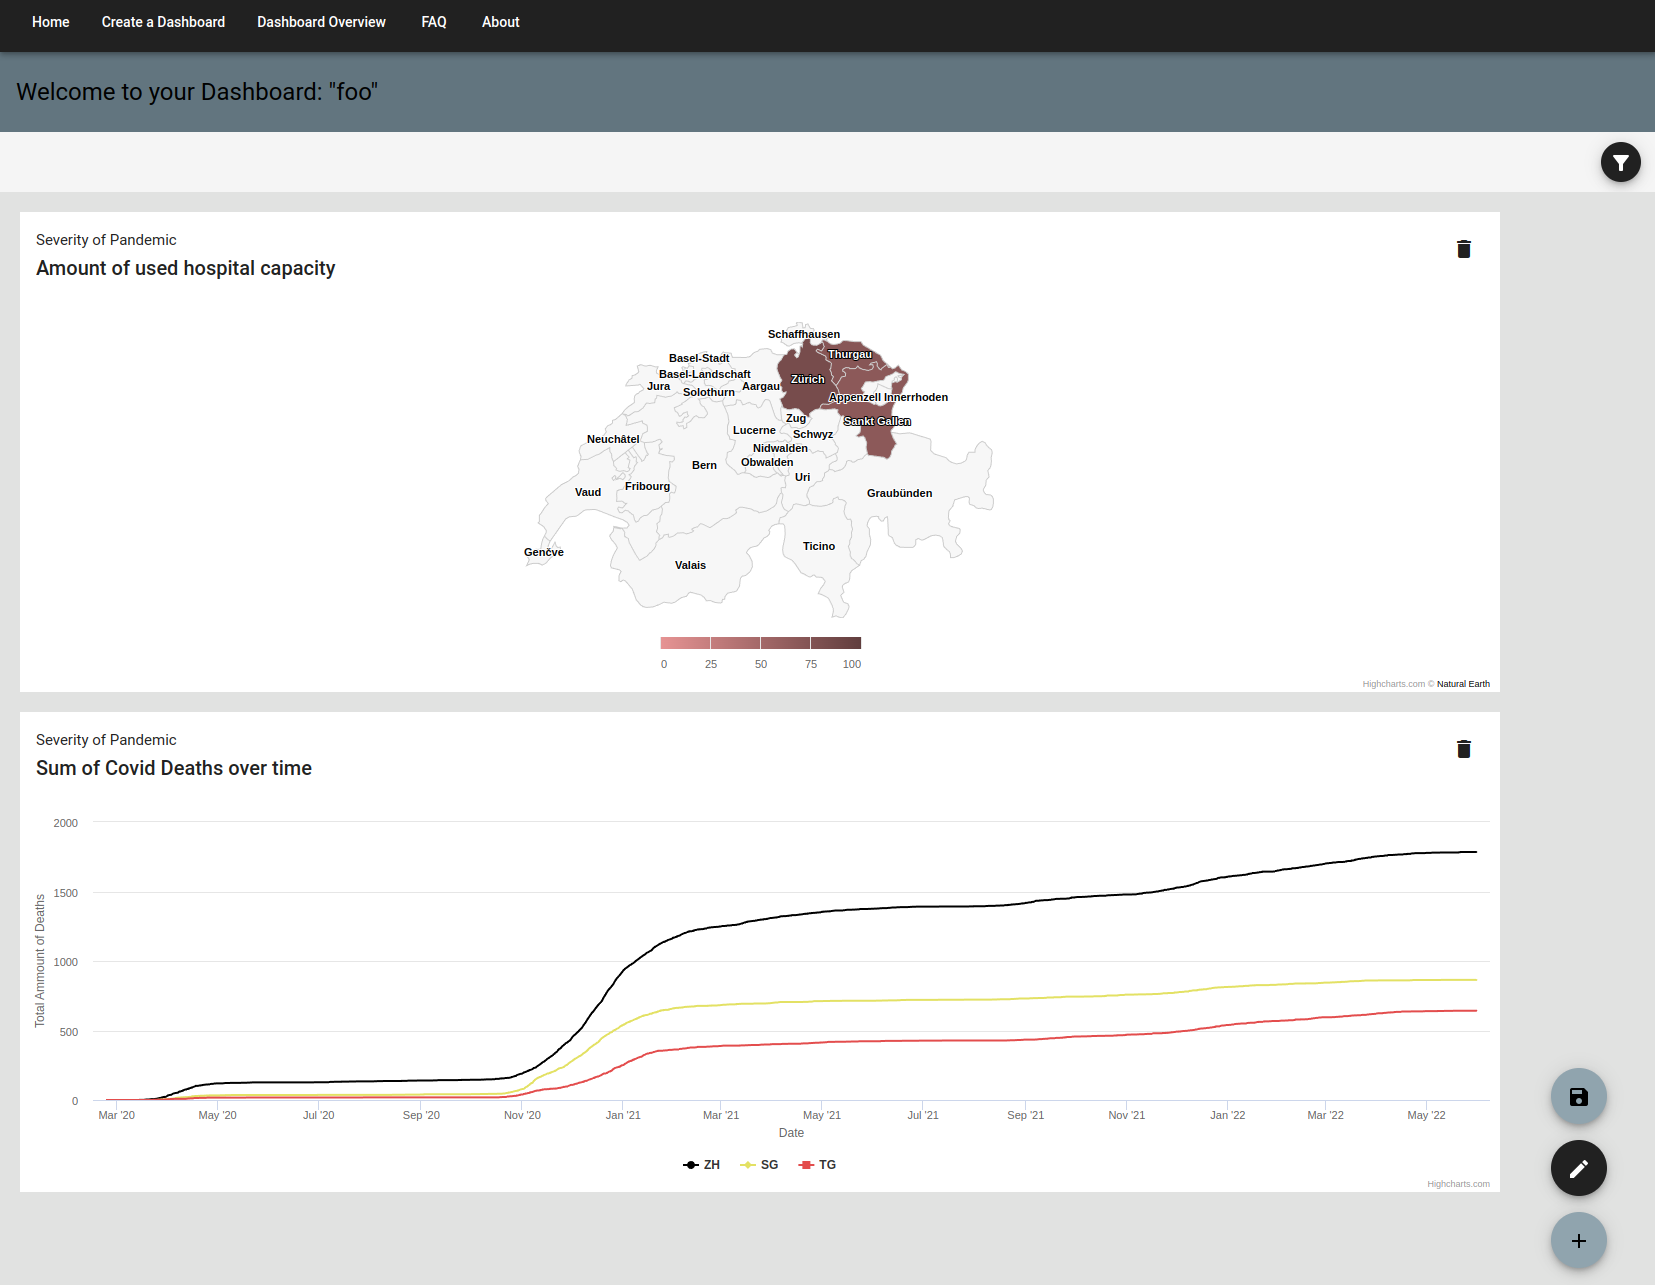 Home Create a Dashboard Dashboard Overview FAQ About
Welcome to your Dashboard: "foo"
Severity of Pandemic
Amount of used hospital capacity
Schaffhausen
Thurgau
Basel-Stadt
Basel-Landschaft
Zürich
Jura
Aargau
Solothurn
Appenzell Innerrhoden
Zug
Sankt Gallen
Lucerne
Schwyz
Neuchâtel
Nidwalden
Obwalden
Bern
Uri
Fribourg
Vaud
Graubünden
Ticino
Genčve
Valais
0 25 50 75 100
Highcharts.com © Natural Earth
Severity of Pandemic
Sum of Covid Deaths over time
Total Ammount of Deaths
2000
1500
1000
500
0
Mar '20 May '20 Jul '20 Sep '20 Nov '20 Jan '21 Mar '21 May '21 Jul '21 Sep '21 Nov '21 Jan '22 Mar '22 May '22
Date
ZH SG TG
Highcharts.com